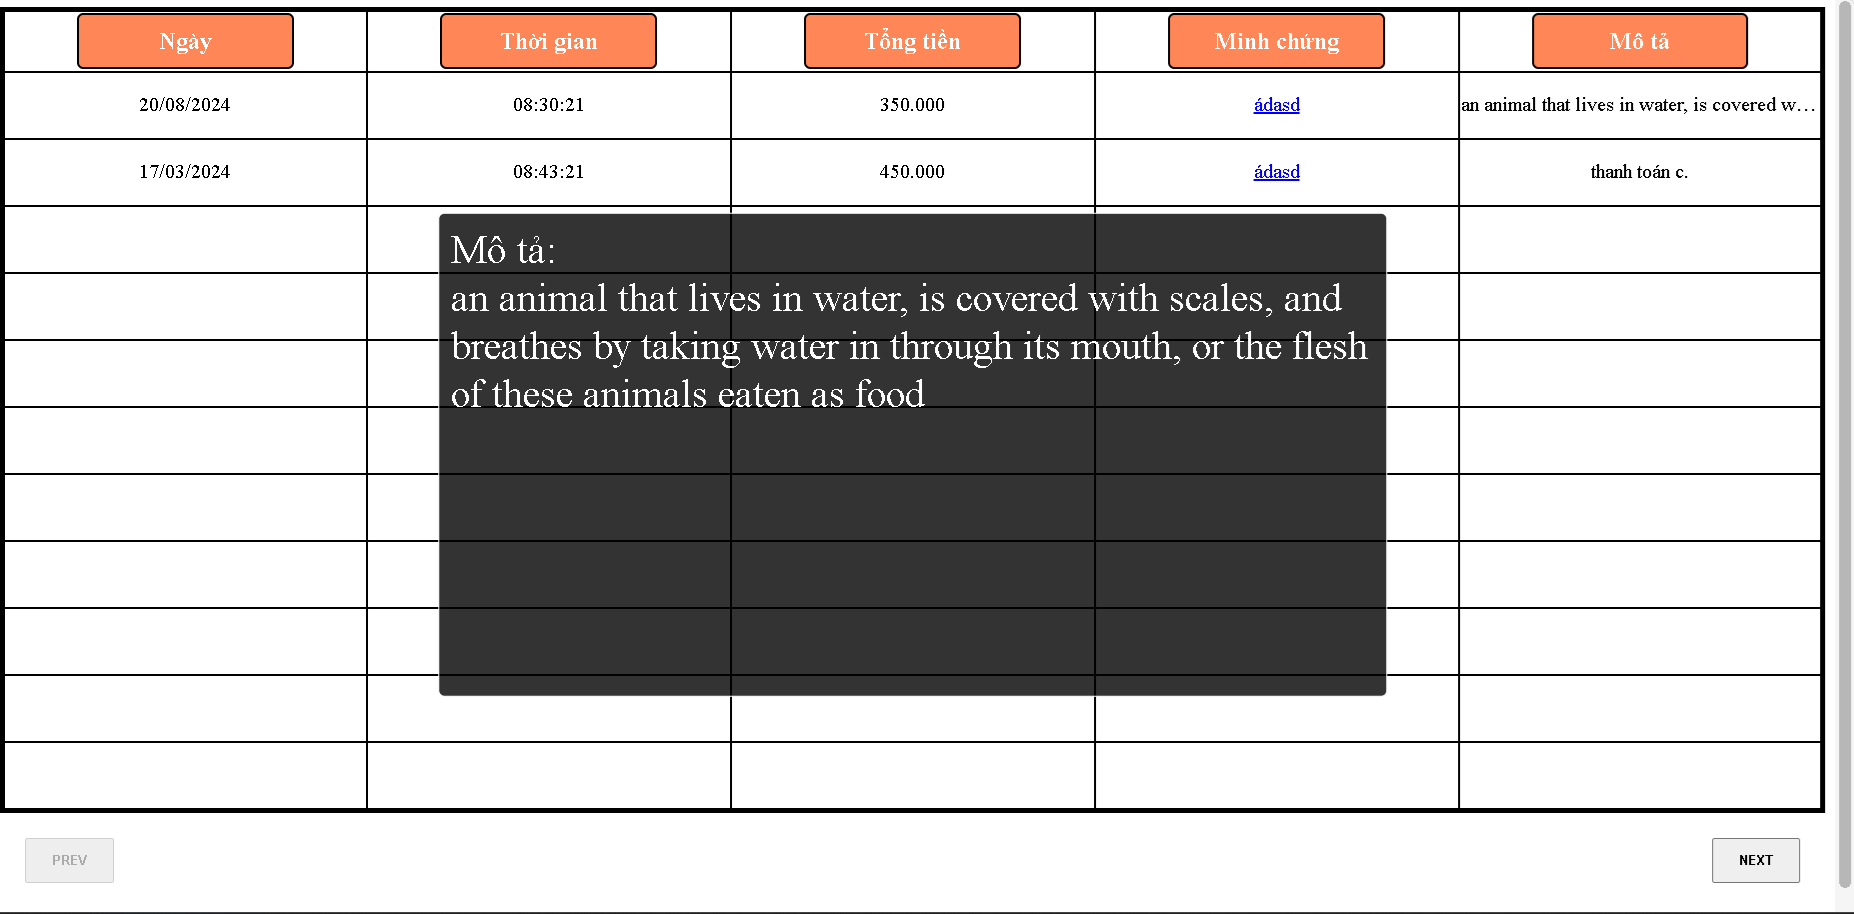 Ngày Thời gian Tổng tiền Minh chứng Mô tả
20/08/2024 08:30:21 350.000 ádasd an animal that lives in water, is covered w...
17/03/2024 08:43:21 450.000 ádasd thanh toán c.
Mô tả:
an animal that lives in water, is covered with scales, and
breathes by taking water in through its mouth, or the flesh
of these animals eaten as food
PREV NEXT